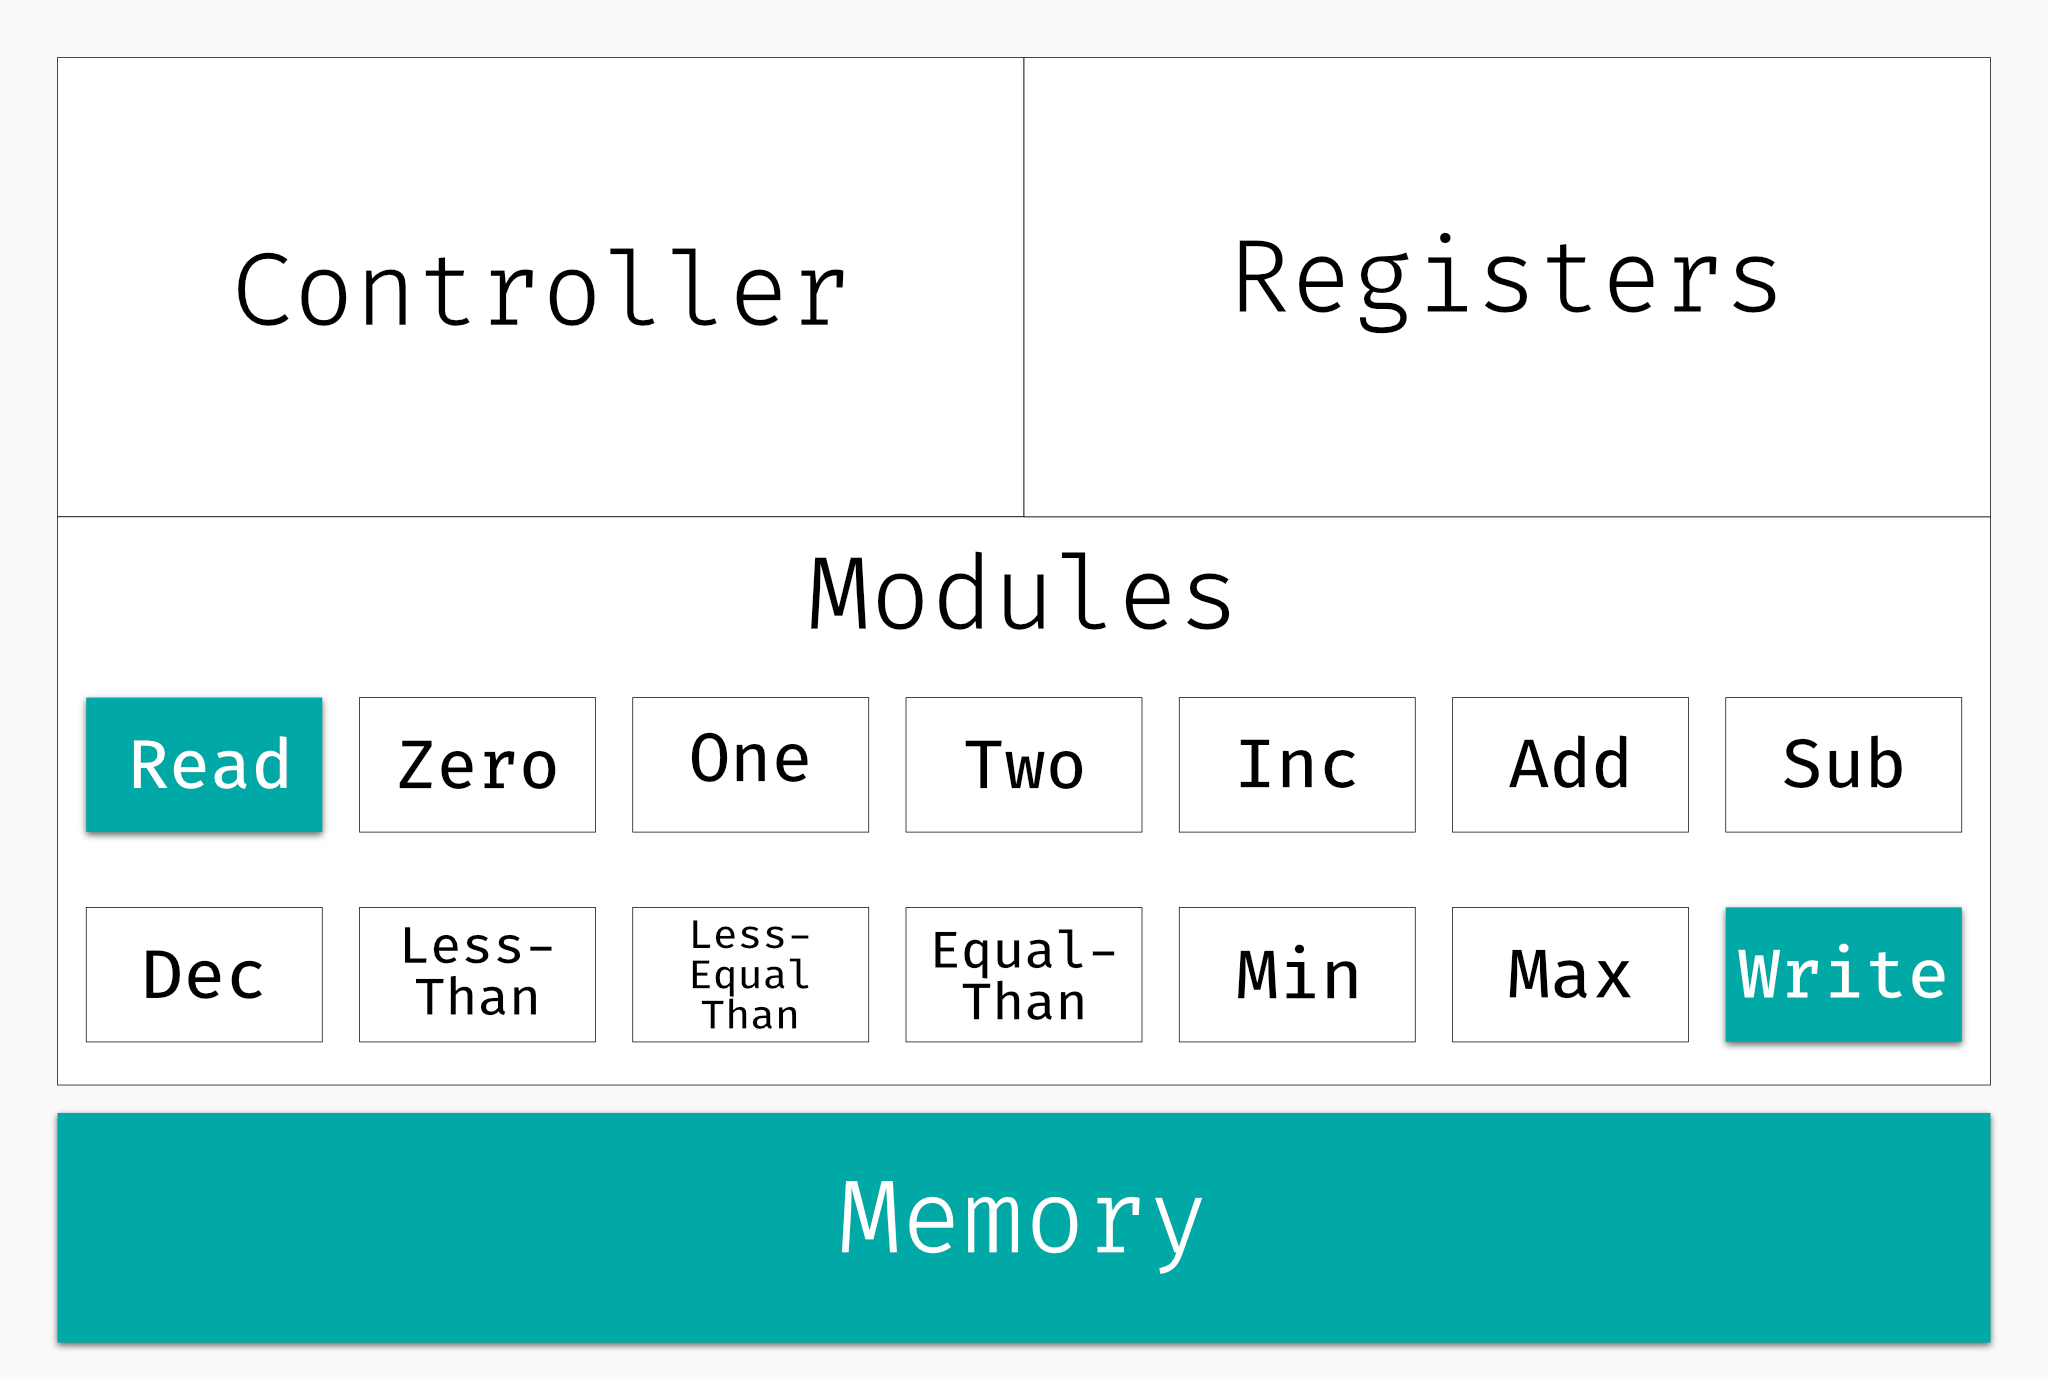 Controller
Registers
Modules
Read
Zero
One
Two
Inc
Add
Sub
Dec
Less-
Than
Less-
Equal
Than
Equal-
Than
Min
Max
Write
Memory